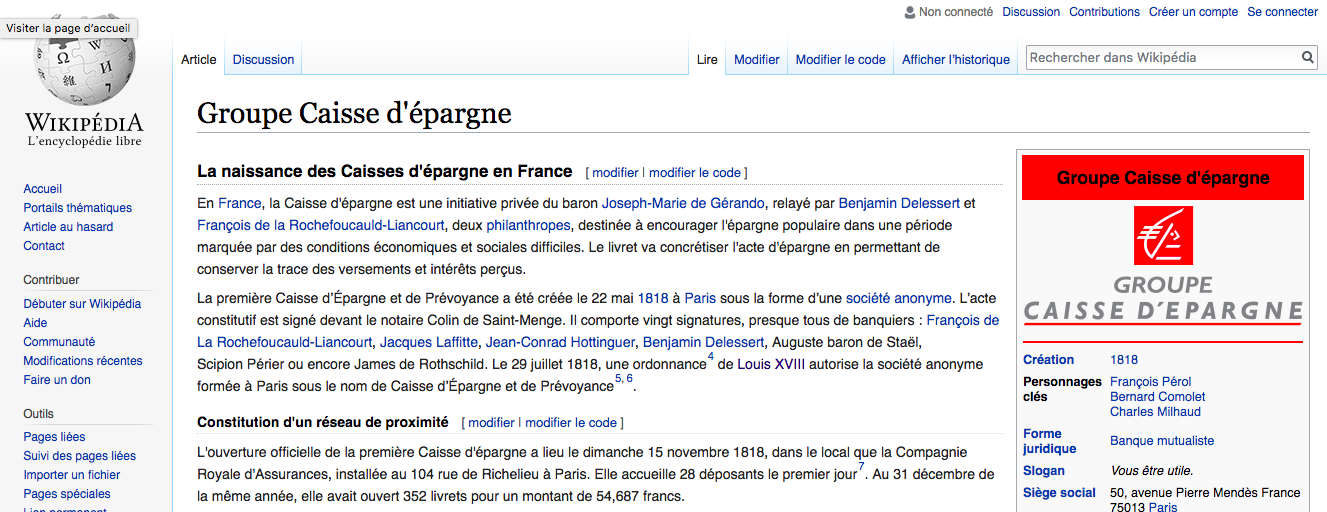 Non connecté Discussion Contributions Créer un compte Se connecter
Visiter la page d'accueil
WIKIPÉDIA
L'encyclopédie libre
Article Discussion
Lire Modifier Modifier le code Afficher l'historique Rechercher dans Wikipédia
Accueil
Portails thématiques
Article au hasard
Contact
Contribuer
Débuter sur Wikipédia
Aide
Communauté
Modifications récentes
Faire un don
Outils
Pages liées
Suivi des pages liées
Importer un fichier
Pages spéciales
Lien permanent
Groupe Caisse d'épargne
La naissance des Caisses d'épargne en France [ modifier | modifier le code ]
En France, la Caisse d'épargne est une initiative privée du baron Joseph-Marie de Gérando, relayé par Benjamin Delessert et
François de la Rochefoucauld-Liancourt, deux philanthropes, destinée à encourager l'épargne populaire dans une période
marquée par des conditions économiques et sociales difficiles. Le livret va concrétiser l'acte d'épargne en permettant de
conserver la trace des versements et intérêts perçus.
La première Caisse d'Épargne et de Prévoyance a été créée le 22 mai 1818 à Paris sous la forme d'une société anonyme. L'acte
constitutif est signé devant le notaire Colin de Saint-Menge. Il comporte vingt signatures, presque tous de banquiers : François de
La Rochefoucauld-Liancourt, Jacques Laffitte, Jean-Conrad Hottinguer, Benjamin Delessert, Auguste baron de Staël,
Scipion Périer ou encore James de Rothschild. Le 29 juillet 1818, une ordonnance4 de Louis XVIII autorise la société anonyme
formée à Paris sous le nom de Caisse d'Épargne et de Prévoyance5, 6.
Constitution d'un réseau de proximité [ modifier | modifier le code ]
L'ouverture officielle de la première Caisse d'épargne a lieu le dimanche 15 novembre 1818, dans le local que la Compagnie
Royale d'Assurances, installée au 104 rue de Richelieu à Paris. Elle accueille 28 déposants le premier jour7. Au 31 décembre de
la même année, elle avait ouvert 352 livrets pour un montant de 54,687 francs.
Groupe Caisse d'épargne
GROUPE
CAISSE D'EPARGNE
Création 1818
Personnages clés François Pérol
Bernard Comolet
Charles Milhaud
Forme juridique Banque mutualiste
Slogan Vous être utile.
Siège social 50, avenue Pierre Mendès France
75013 Paris